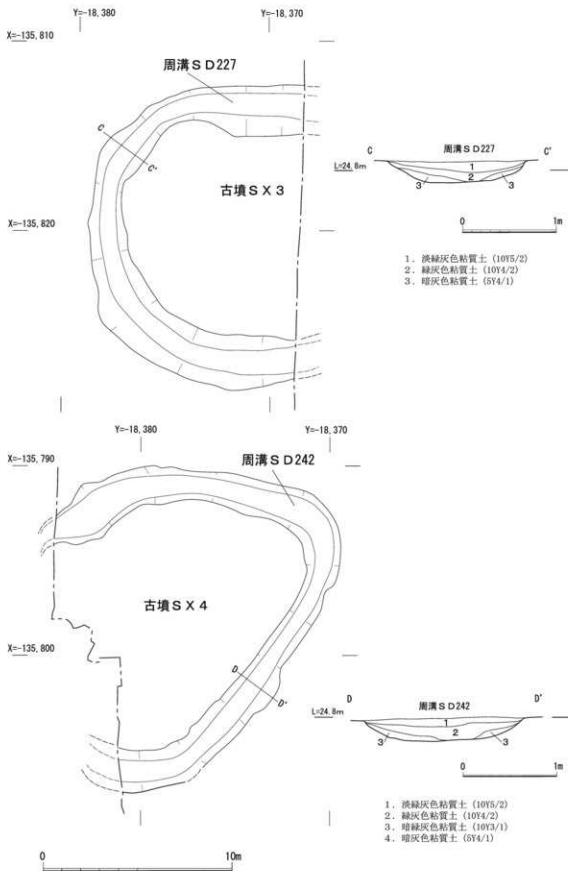 Y=-18,380
Y=-18,370
X=-135,810
周溝SD227
C
C'
古墳SX3
X=-135,820
C
周溝SD227
C'
L=24.8m
1
2
3
3
0
1m
1. 淡緑灰色粘質土 (10Y5/2)
2. 緑灰色粘質土 (10Y4/2)
3. 暗灰色粘質土 (5Y4/1)
Y=-18,380
Y=-18,370
X=-135,790
周溝SD242
古墳SX4
X=-135,800
D
D'
D
周溝SD242
D'
L=24.8m
1
2
3
3
0
1m
1. 淡緑灰色粘質土 (10Y5/2)
2. 緑灰色粘質土 (10Y4/2)
3. 暗緑灰色粘質土 (10Y3/1)
4. 暗灰色粘質土 (5Y4/1)
0
10m